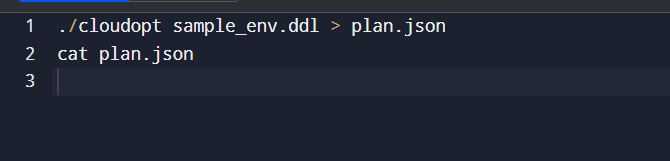 1 ./cloudopt sample_env.ddl > plan.json
2 cat plan.json
3